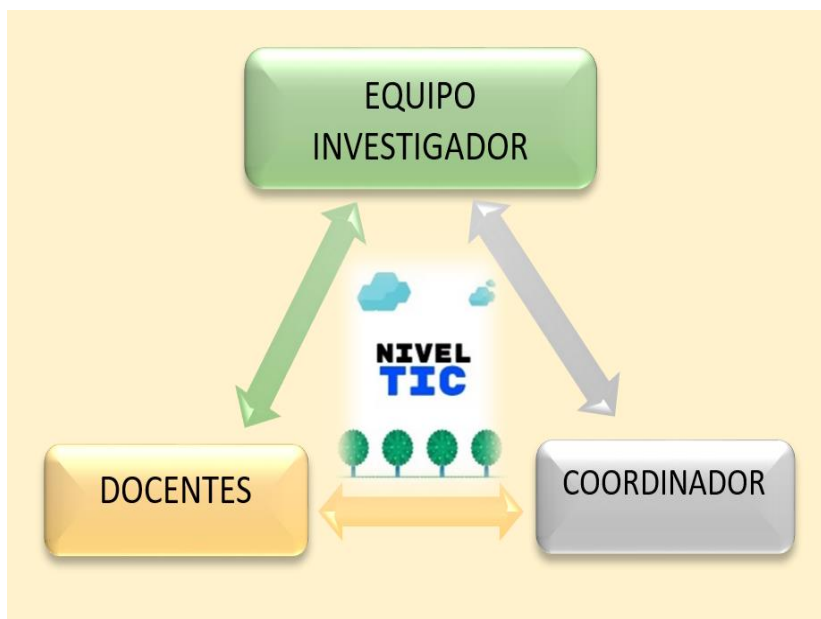 EQUIPO
INVESTIGADOR
NIVEL
TIC
DOCENTES
COORDINADOR